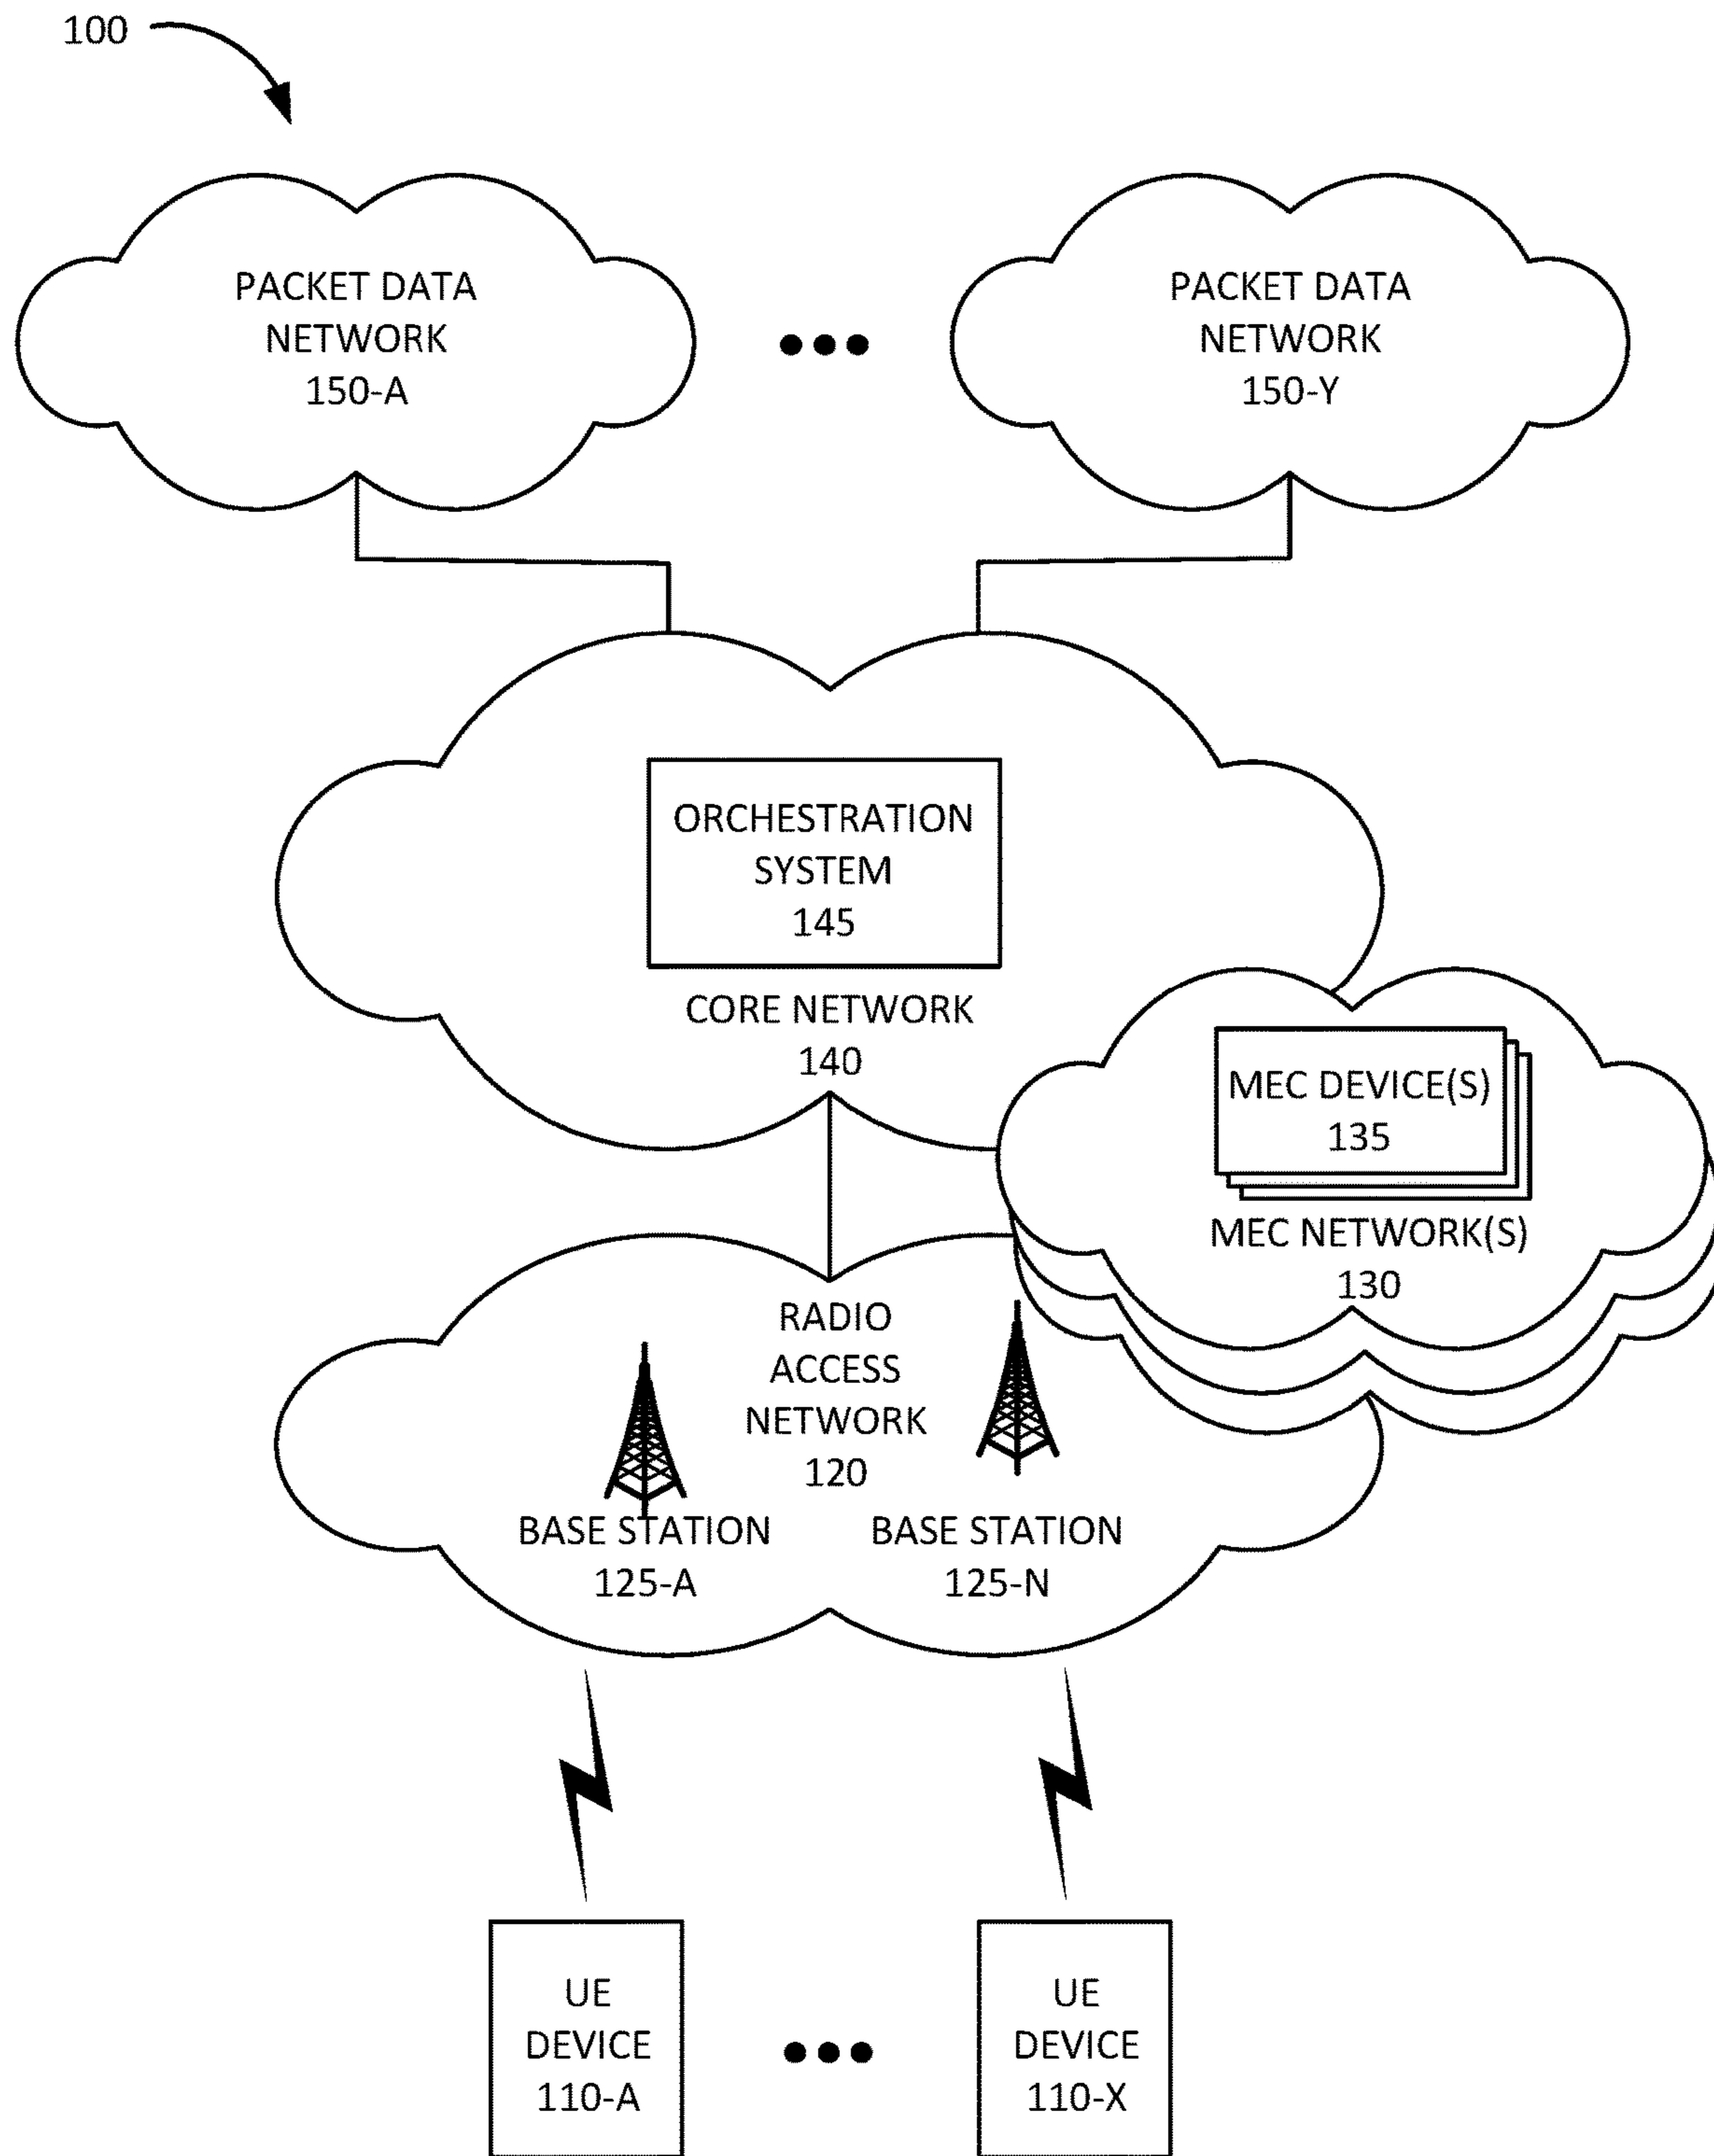 100
PACKET DATA
NETWORK
150-A
PACKET DATA
NETWORK
150-Y
ORCHESTRATION
SYSTEM
145
CORE NETWORK
140
MEC DEVICE(S)
135
MEC NETWORK(S)
130
RADIO
ACCESS
NETWORK
120
BASE STATION
125-A
BASE STATION
125-N
UE
DEVICE
110-A
UE
DEVICE
110-X